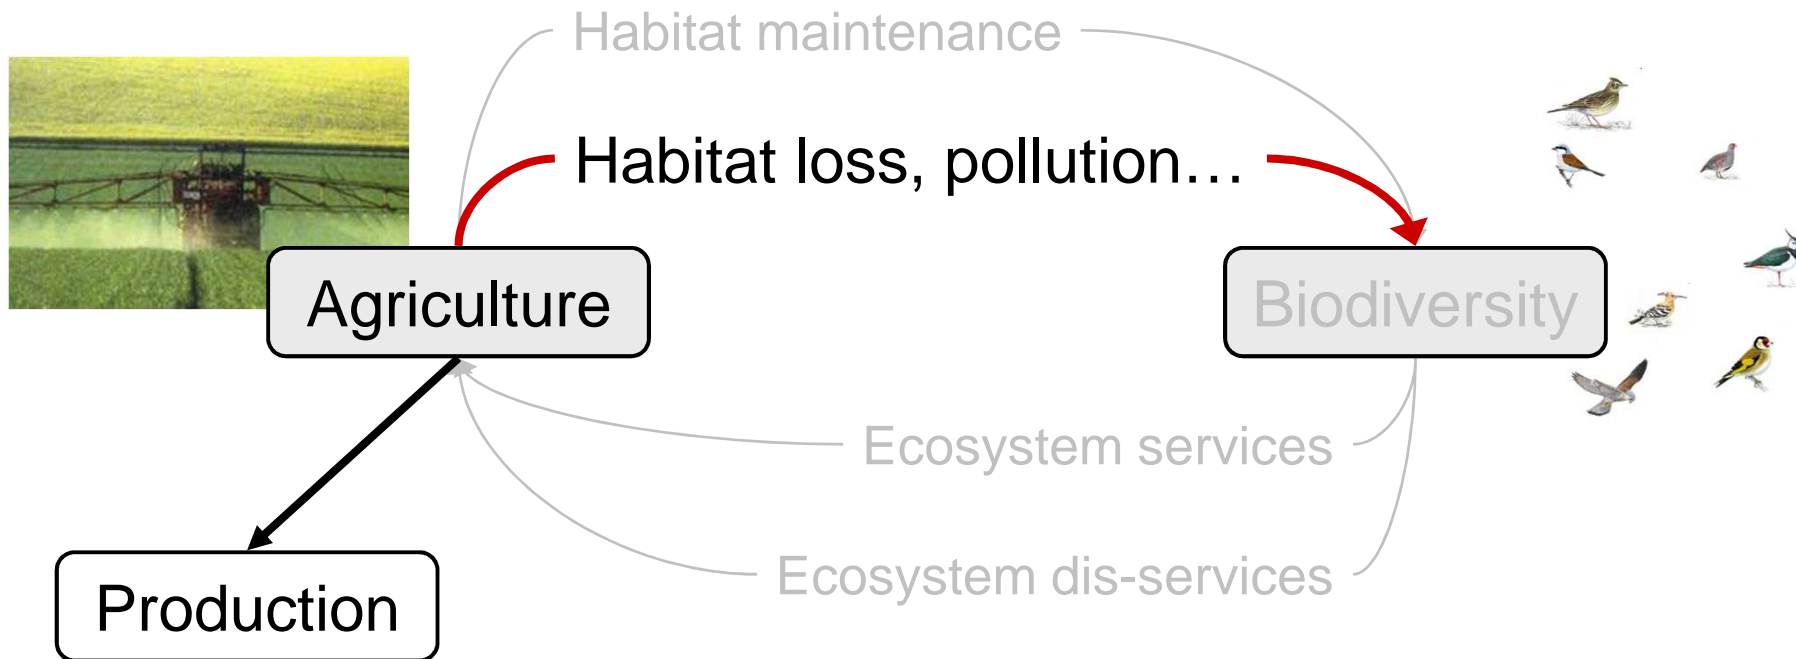 Habitat maintenance
Habitat loss, pollution…
Agriculture
Biodiversity
Ecosystem services
Ecosystem dis-services
Production